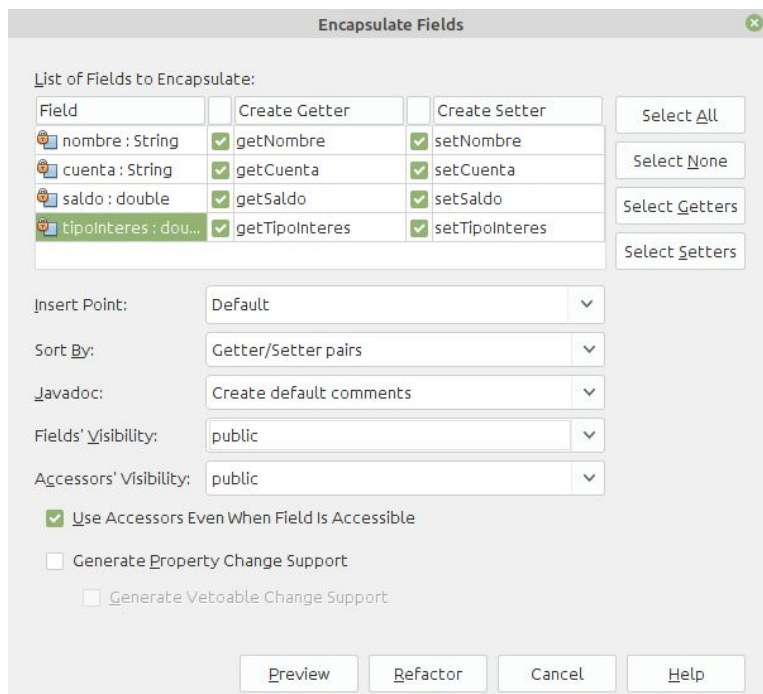 Encapsulate Fields
List of Fields to Encapsulate:
Field Create Getter Create Setter
nombre : String getNombre setNombre
cuenta : String getCuenta setCuenta
saldo : double getSaldo setSaldo
tipoInteres : dou... getTipoInteres setTipoInteres
Select All
Select None
Select Getters
Select Setters
Insert Point: Default
Sort By: Getter/Setter pairs
Javadoc: Create default comments
Fields' Visibility: public
Accessors' Visibility: public
Use Accessors Even When Field Is Accessible
Generate Property Change Support
Generate Vetoable Change Support
Preview Refactor Cancel Help